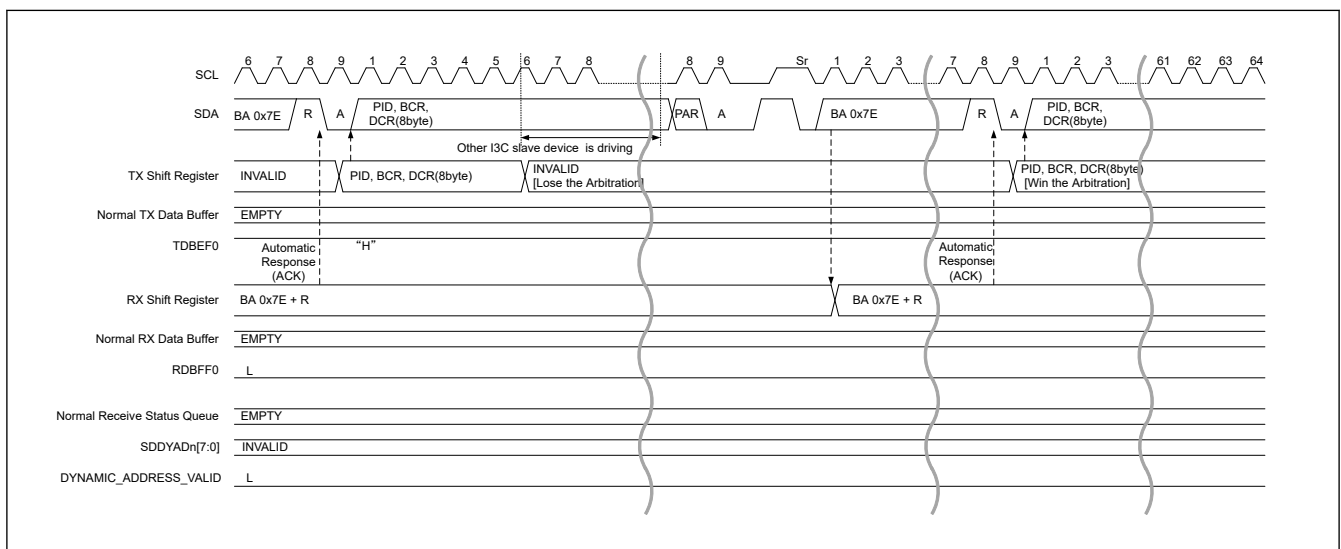 6 7 8 9 1 2 3 4 5 6 7 8 8 9 Sr 1 2 3 7 8 9 1 2 3 61 62 63 64
SCL
SDA BA 0x7E R A PID, BCR,
DCR(8byte) PAR A BA 0x7E R A PID, BCR,
DCR(8byte)
Other I3C slave device is driving
TX Shift Register INVALID PID, BCR, DCR(8byte) INVALID
[Lose the Arbitration] PID, BCR, DCR(8byte)
[Win the Arbitration]
Normal TX Data Buffer EMPTY
TDBEF0 “H”
Automatic
Response
(ACK)
Automatic
Response
(ACK)
RX Shift Register BA 0x7E + R BA 0x7E + R
Normal RX Data Buffer EMPTY
RDBFF0 L
Normal Receive Status Queue EMPTY
SDDYADn[7:0] INVALID
DYNAMIC_ADDRESS_VALID L